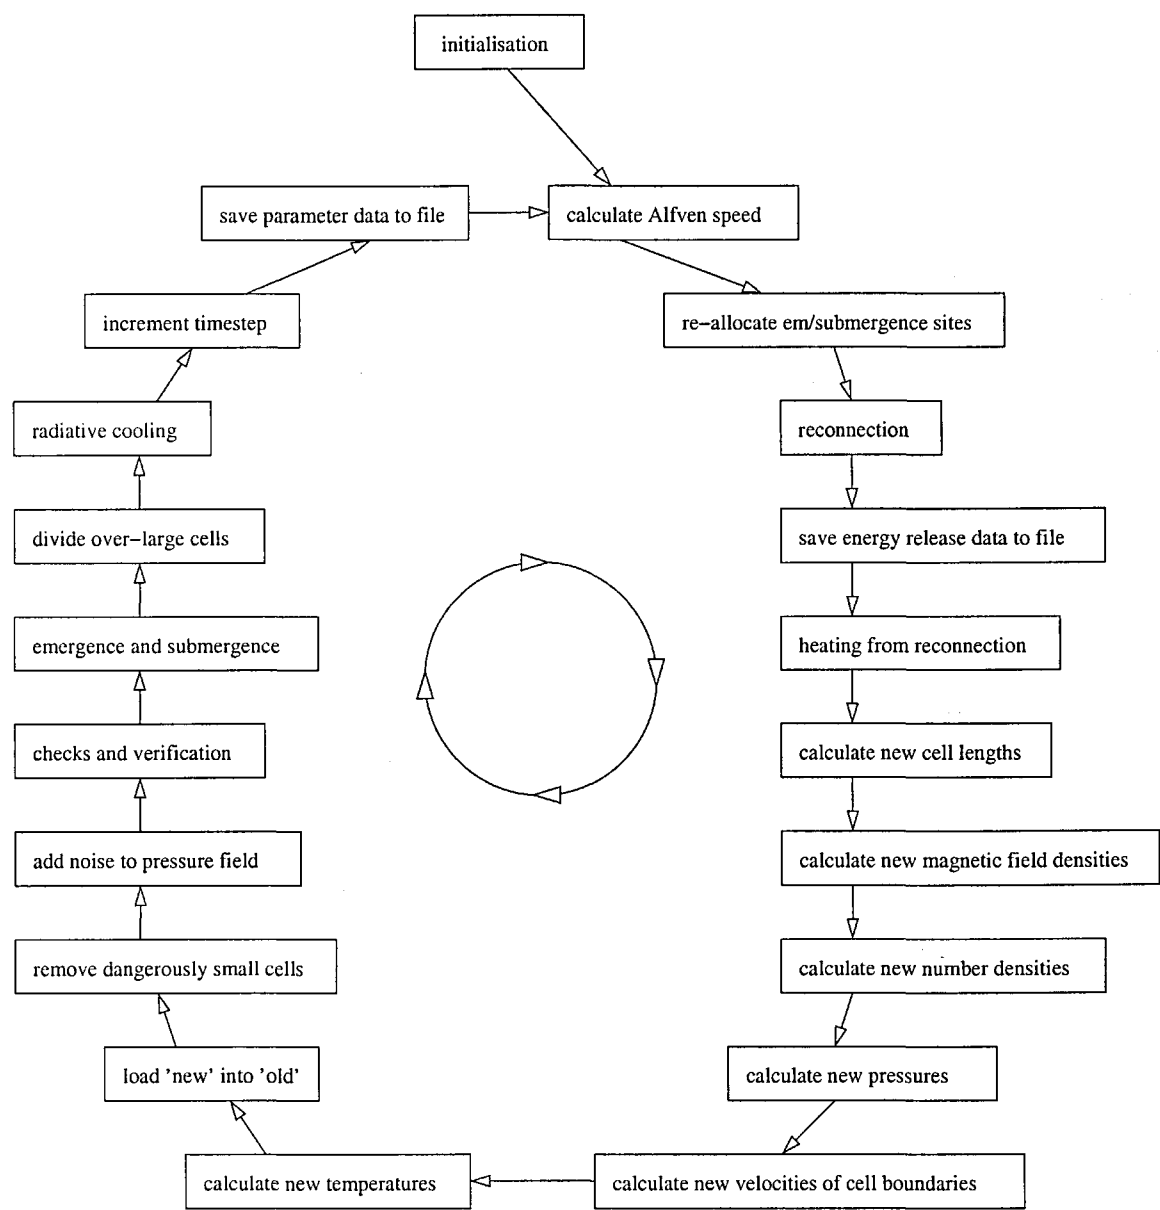 initialisation
save parameter data to file
calculate Alfven speed
increment timestep
re-allocate em/submergence sites
radiative cooling
reconnection
divide over-large cells
save energy release data to file
emergence and submergence
heating from reconnection
checks and verification
calculate new cell lengths
add noise to pressure field
calculate new magnetic field densities
remove dangerously small cells
calculate new number densities
load 'new' into 'old'
calculate new pressures
calculate new temperatures
calculate new velocities of cell boundaries